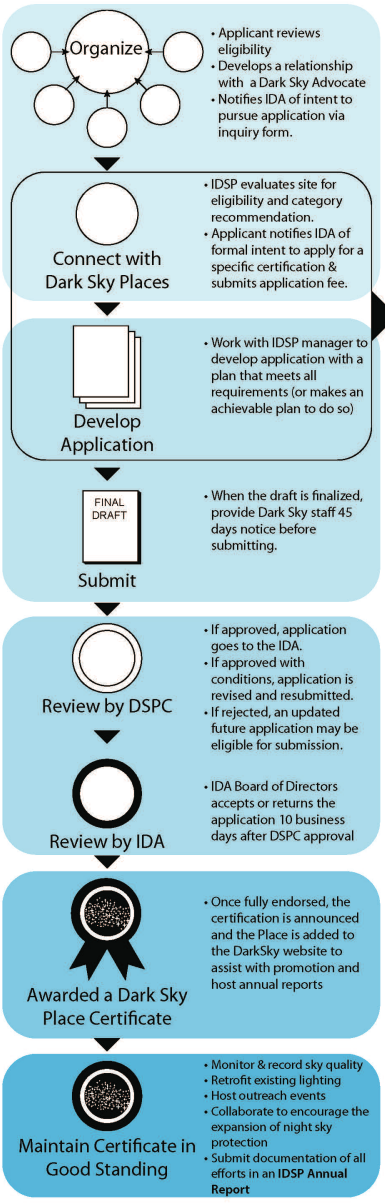 Organize
• Applicant reviews
eligibility
• Develops a relationship
with a Dark Sky Advocate
• Notifies IDA of intent to
pursue application via
inquiry form.
Connect with
Dark Sky Places
• IDSP evaluates site for
eligibility and category
recommendation.
• Applicant notifies IDA of
formal intent to apply for a
specific certification &
submits application fee.
Develop
Application
• Work with IDSP manager to
develop application with a
plan that meets all
requirements (or makes an
achievable plan to do so)
FINAL
DRAFT
Submit
• When the draft is finalized,
provide Dark Sky staff 45
days notice before
submitting.
Review by DSPC
• If approved, application
goes to the IDA.
• If approved with
conditions, application is
revised and resubmitted.
• If rejected, an updated
future application may be
eligible for submission.
Review by IDA
• IDA Board of Directors
accepts or returns the
application 10 business
days after DSPC approval
Awarded a Dark Sky
Place Certificate
• Once fully endorsed, the
certification is announced
and the Place is added to
the DarkSky website to
assist with promotion and
host annual reports
Maintain Certificate in
Good Standing
• Monitor & record sky quality
• Retrofit existing lighting
• Host outreach events
• Collaborate to encourage the
expansion of night sky
protection
• Submit documentation of all
efforts in an IDSP Annual
Report